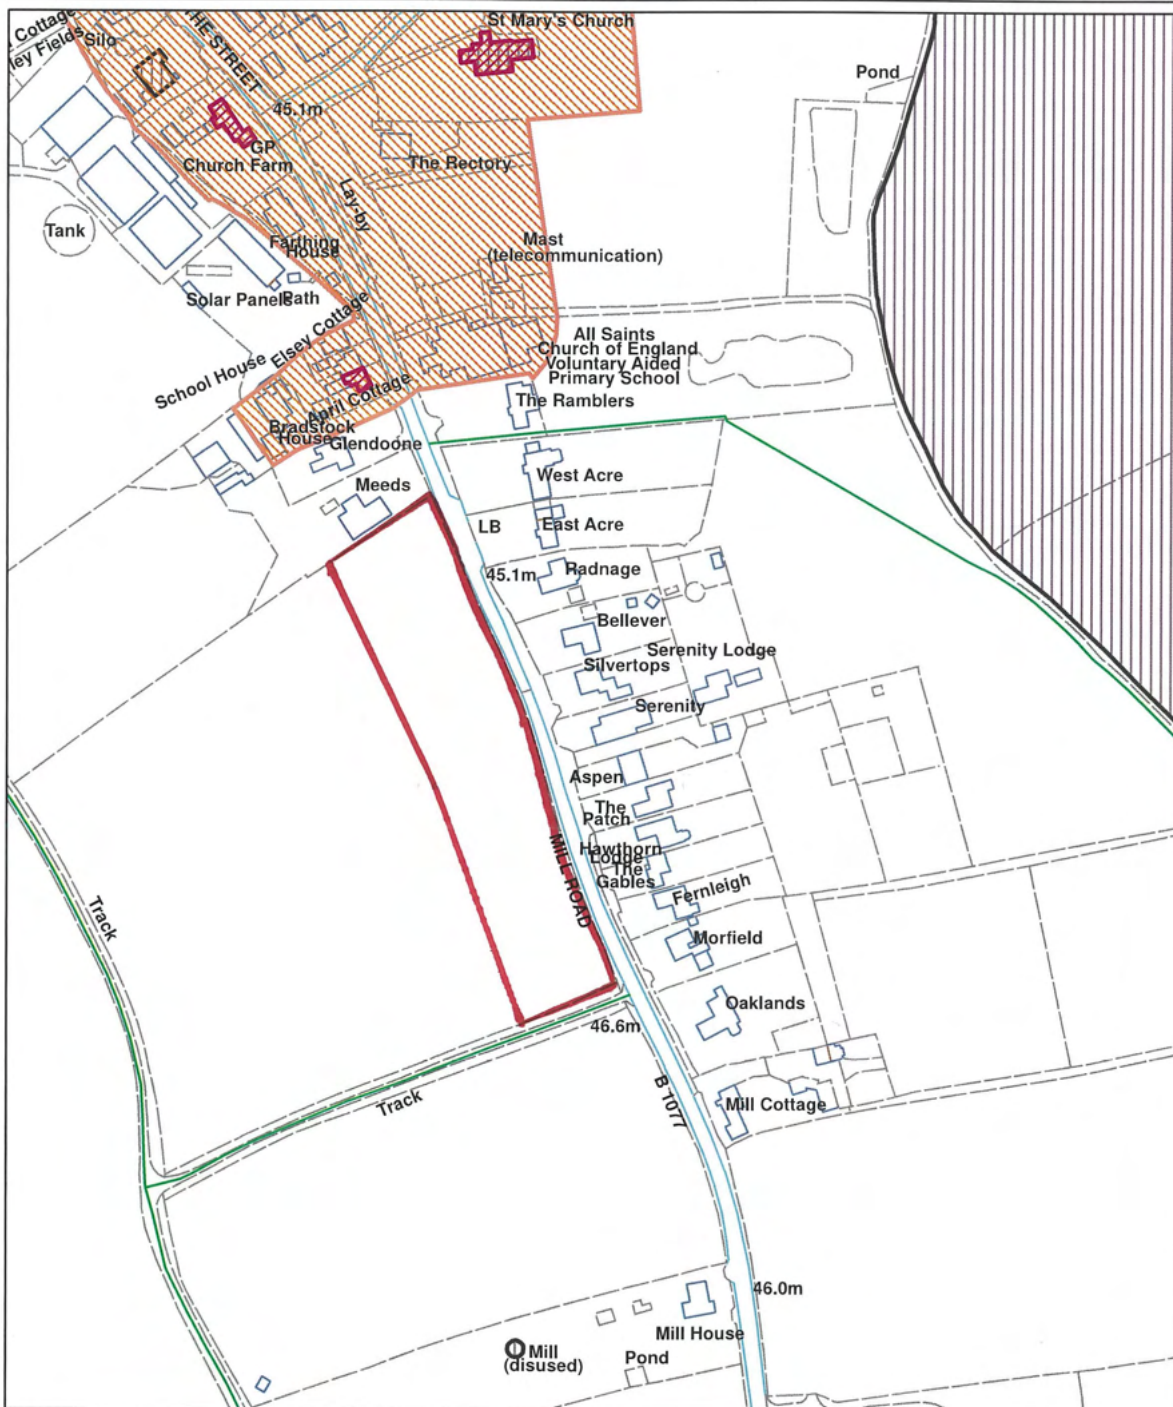 Cottage
ley Fields
Silo
THE STREET
St Mary's Church
Pond
45.1m
GP
Church Farm
The Rectory
Lay-by
Tank
Farthing
House
Mast
(telecommunication)
Solar Panels
Path
Elsey Cottage
School House
All Saints
Church of England
Voluntary Aided
Primary School
April Cottage
The Ramblers
Bradstock
House
Glendoone
West Acre
Meeds
LB
East Acre
45.1m
Radnage
Bellever
Silvertops
Serenity Lodge
Serenity
Aspen
The
Patch
Hawthorn
Lodge
The
Gables
MILL ROAD
Fernleigh
Track
Morfield
Oaklands
46.6m
Track
B 1077
Mill Cottage
46.0m
Mill House
Mill
(disused)
Pond